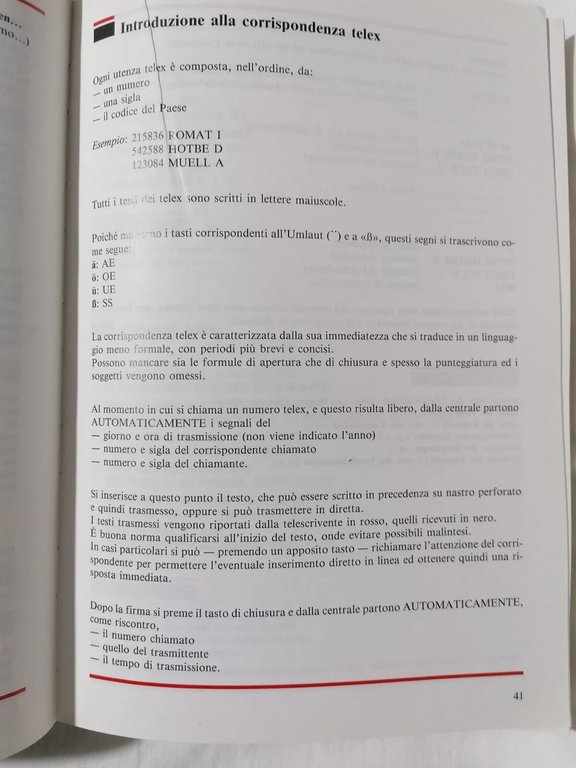 en...
no...)
Introduzione alla corrispondenza telex
Ogni utenza telex è composta, nell'ordine, da:
— un numero
— una sigla
— il codice del Paese
Esempio: 215836 FOMAT I
542588 HOTBE D
123084 MUELL A
Tutti i testi dei telex sono scritti in lettere maiuscole.
Poiché mancano i tasti corrispondenti all'Umlaut (¨) e a «ß», questi segni si trascrivono co-
me segue:
ä: AE
ö: OE
ü: UE
ß: SS
La corrispondenza telex è caratterizzata dalla sua immediatezza che si traduce in un linguag-
gio meno formale, con periodi più brevi e concisi.
Possono mancare sia le formule di apertura che di chiusura e spesso la punteggiatura ed i
soggetti vengono omessi.
Al momento in cui si chiama un numero telex, e questo risulta libero, dalla centrale partono
AUTOMATICAMENTE i segnali del
— giorno e ora di trasmissione (non viene indicato l'anno)
— numero e sigla del corrispondente chiamato
— numero e sigla del chiamante.
Si inserisce a questo punto il testo, che può essere scritto in precedenza su nastro perforato
e quindi trasmesso, oppure si può trasmettere in diretta.
I testi trasmessi vengono riportati dalla telescrivente in rosso, quelli ricevuti in nero.
È buona norma qualificarsi all'inizio del testo, onde evitare possibili malintesi.
In casi particolari si può — premendo un apposito tasto — richiamare l'attenzione del corri-
spondente per permettere l'eventuale inserimento diretto in linea ed ottenere quindi una ri-
sposta immediata.
Dopo la firma si preme il tasto di chiusura e dalla centrale partono AUTOMATICAMENTE,
come riscontro,
— il numero chiamato
— quello del trasmittente
— il tempo di trasmissione.
41